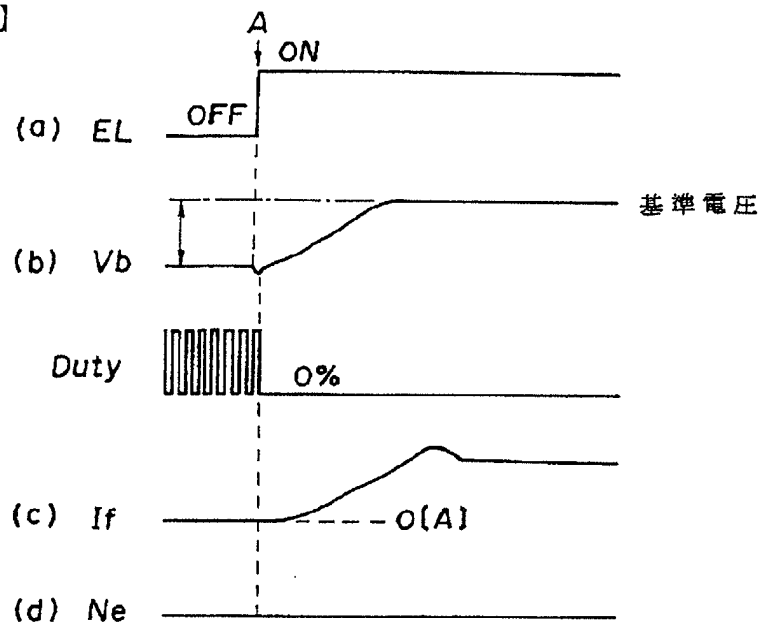 】
A
ON
OFF
(a) EL
基準電圧
(b) Vb
Duty
0%
(c) If
0[A]
(d) Ne